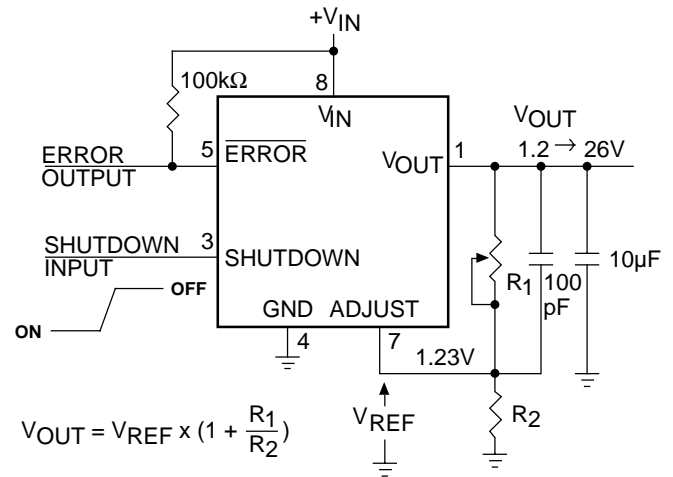 +VIN
100kΩ
8
VIN
ERROR
OUTPUT
5
ERROR
VOUT
1
VOUT
1.2 → 26V
SHUTDOWN
INPUT
3
SHUTDOWN
OFF
ON
R1
100
pF
10µF
GND
ADJUST
4
7
1.23V
VREF
R2
VOUT = VREF x (1 + R1/R2)